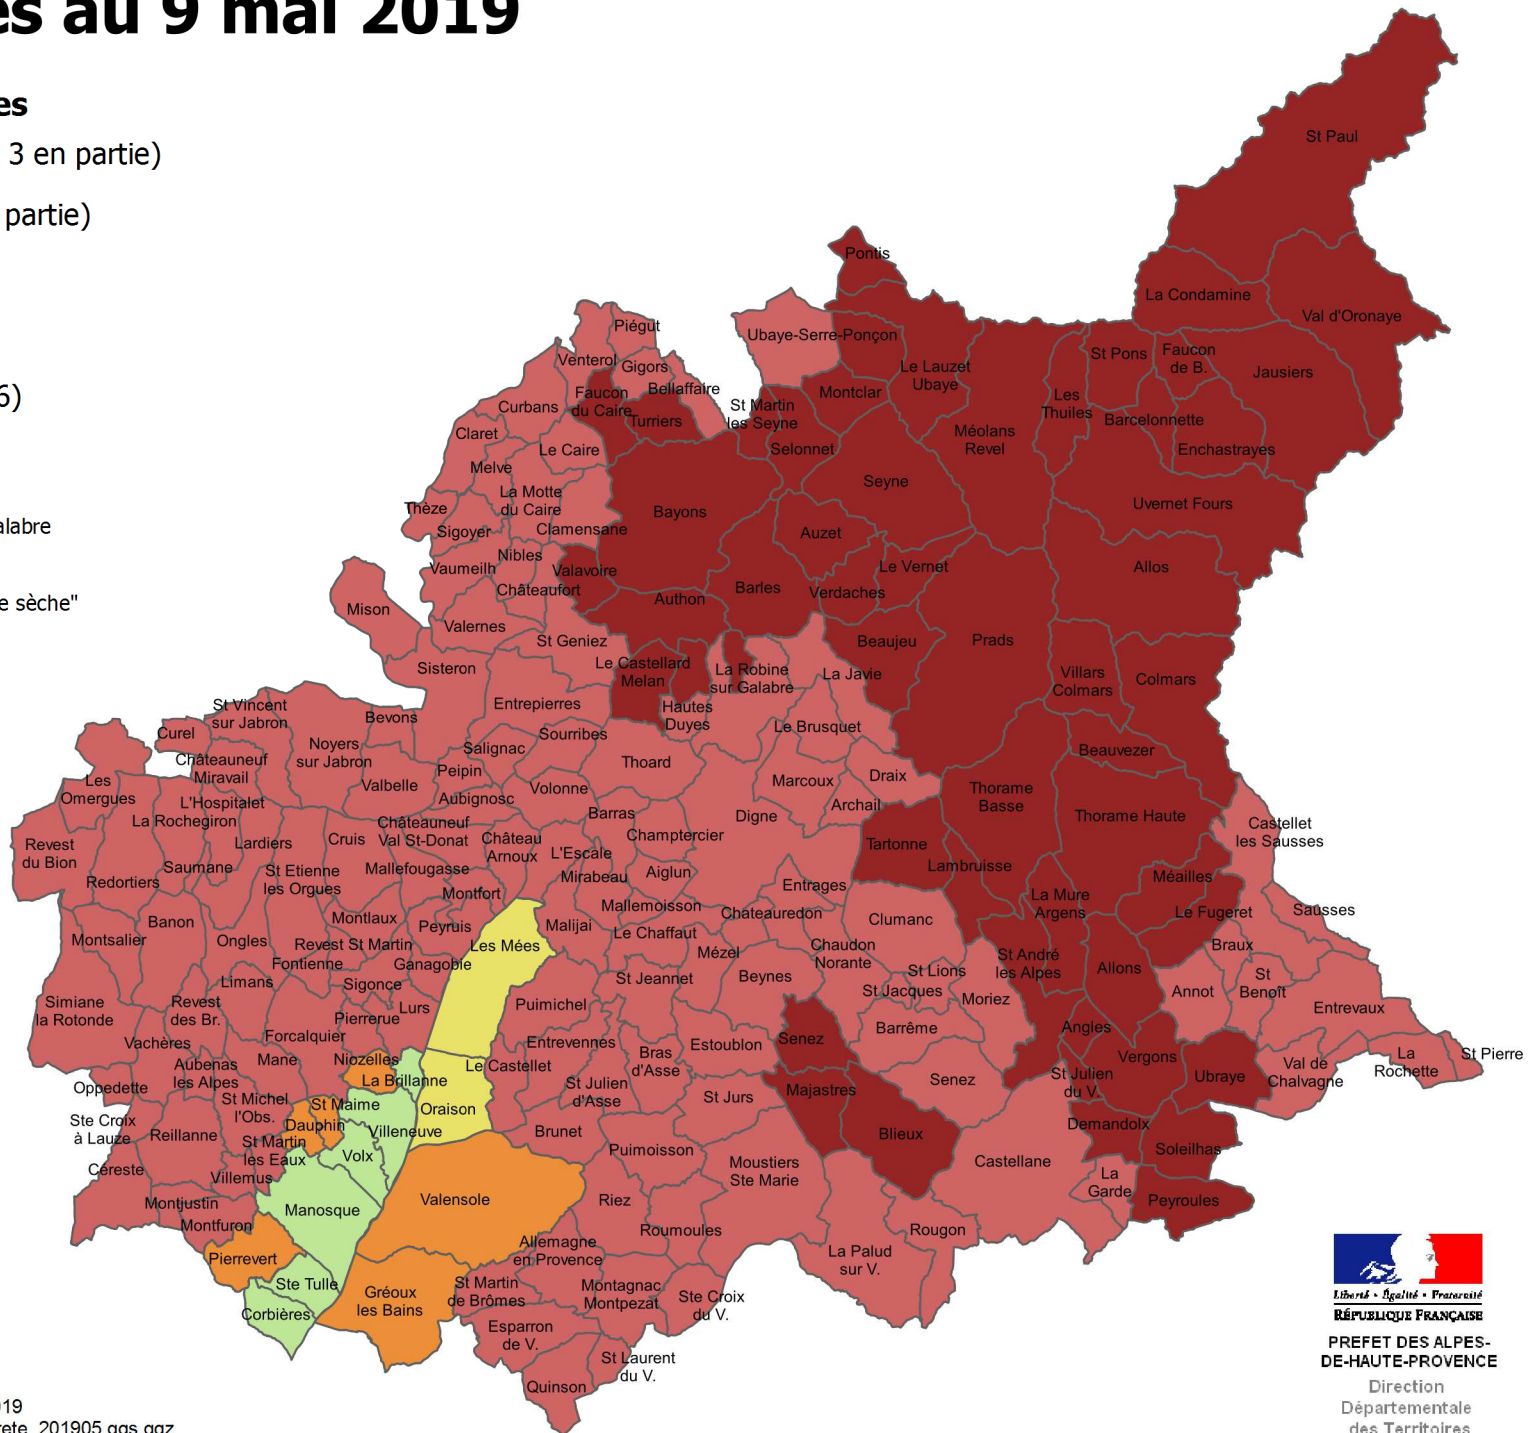 es au 9 mai 2019
es
3 en partie)
partie)
6)
alabre
e sèche"
St Paul
Pontis
La Condamine
Val d'Oronaye
Piégut
Ubaye-Serre-Ponçon
Venterol
Gigors
St Pons
Faucon
de B.
Le Lauzet
Ubaye
Jausiers
Bellaffaire
Faucon
du Caire
Montclar
Les
Thuiles
Curbans
St Martin
les Seyne
Turriers
Barcelonnette
Claret
Méolans
Revel
Le Caire
Selonnet
Enchastrayes
Melve
Seyne
La Motte
du Caire
Uvernet Fours
Thèze
Bayons
Sigoyer
Clamensane
Auzet
Nibles
Vaumeilh
Valavoire
Le Vernet
Allos
Châteaufort
Barles
Verdaches
Mison
Authon
Valernes
St Geniez
Beaujeu
Prads
Sisteron
Le Castellard
Melan
La Robine
sur Galabre
La Javie
Villars
Colmars
Colmars
St Vincent
sur Jabron
Entrepierres
Hautes
Duyes
Bevons
Curel
Sourribes
Le Brusquet
Noyers
sur Jabron
Salignac
Beauvezer
Châteauneuf
Miravail
Thoard
Peipin
Draix
Les
Omergues
Valbelle
Volonne
Marcoux
Thorame
Basse
L'Hospitalet
Aubignosc
Archail
La Rochegiron
Barras
Digne
Thorame Haute
Castellet
les Sausses
Châteauneuf
Val St-Donat
Cruis
Lardiers
Château
Arnoux
Champtercier
Revest
du Bion
Tartonne
L'Escale
Saumane
St Etienne
les Orgues
Mallefougasse
Mirabeau
Aiglun
Lambruisse
Méailles
Redortiers
Entrages
Montfort
La Mure
Argens
Mallemoisson
Banon
Montlaux
Chateauredon
Clumanc
Le Fugeret
Sausses
Peyruis
Malijai
Le Chaffaut
Montsalier
Ongles
Revest St Martin
Les Mées
Mézel
Chaudon
Norante
Braux
Fontienne
Ganagobie
St André
les Alpes
Allons
Limans
Sigonce
St Jeannet
Beynes
St Lions
St
Benoît
St Jacques
Annot
Simiane
la Rotonde
Revest
des Br.
Lurs
Puimichel
Moriez
Entrevaux
Pierrerue
Barrême
Angles
Forcalquier
Vachères
Entrevennes
Estoublon
Senez
Mane
Niozelles
Bras
d'Asse
Vergons
La
Rochette
St Pierre
Aubenas
les Alpes
Le Castellet
Val de
Chalvagne
La Brillanne
Senez
St Julien
du V.
Ubraye
Oppedette
St Julien
d'Asse
Majastres
St Michel
l'Obs.
St Maime
Oraison
St Jurs
Ste Croix
à Lauze
Dauphin
Demandolx
Reillanne
Villeneuve
Brunet
Blieux
St Martin
les Eaux
Volx
Puimoisson
Soleilhas
Céreste
Moustiers
Ste Marie
Castellane
Villemus
La
Garde
Montjustin
Manosque
Valensole
Riez
Peyroules
Montfuron
Roumoules
Rougon
Pierrevert
Allemagne
en Provence
La Palud
sur V.
Ste Tulle
Gréoux
les Bains
St Martin
de Brômes
Montagnac
Montpezat
Ste Croix
du V.
Corbières
Esparron
de V.
St Laurent
du V.
Quinson
Liberté • Égalité • Fraternité
RÉPUBLIQUE FRANÇAISE
PREFET DES ALPES-
DE-HAUTE-PROVENCE
Direction
Départementale
des Territoires
019
rete_201905.qgs.qgz